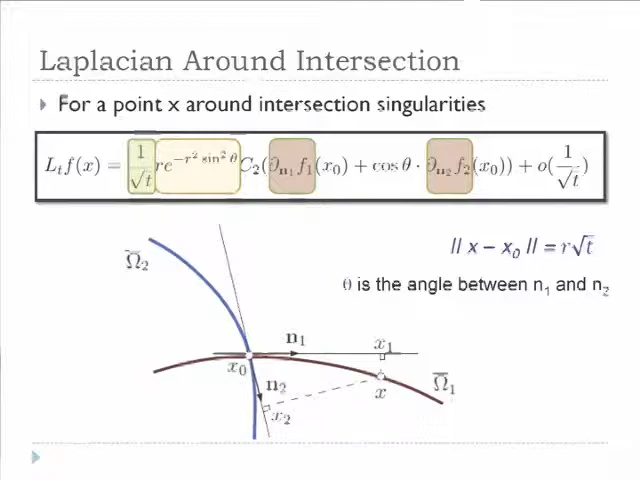 Laplacian Around Intersection
For a point x around intersection singularities
L_t f(x) = 1/√t re^{-r² sin² θ} C₂(∂_{n₁} f₁(x₀) + cos θ · ∂_{n₂} f₂(x₀)) + o(1/√t)
|| x – x₀ || = r√t
θ is the angle between n₁ and n₂
Ω̅₂
n₁
x₁
x₀
n₂
Ω̅₁
x
x₂